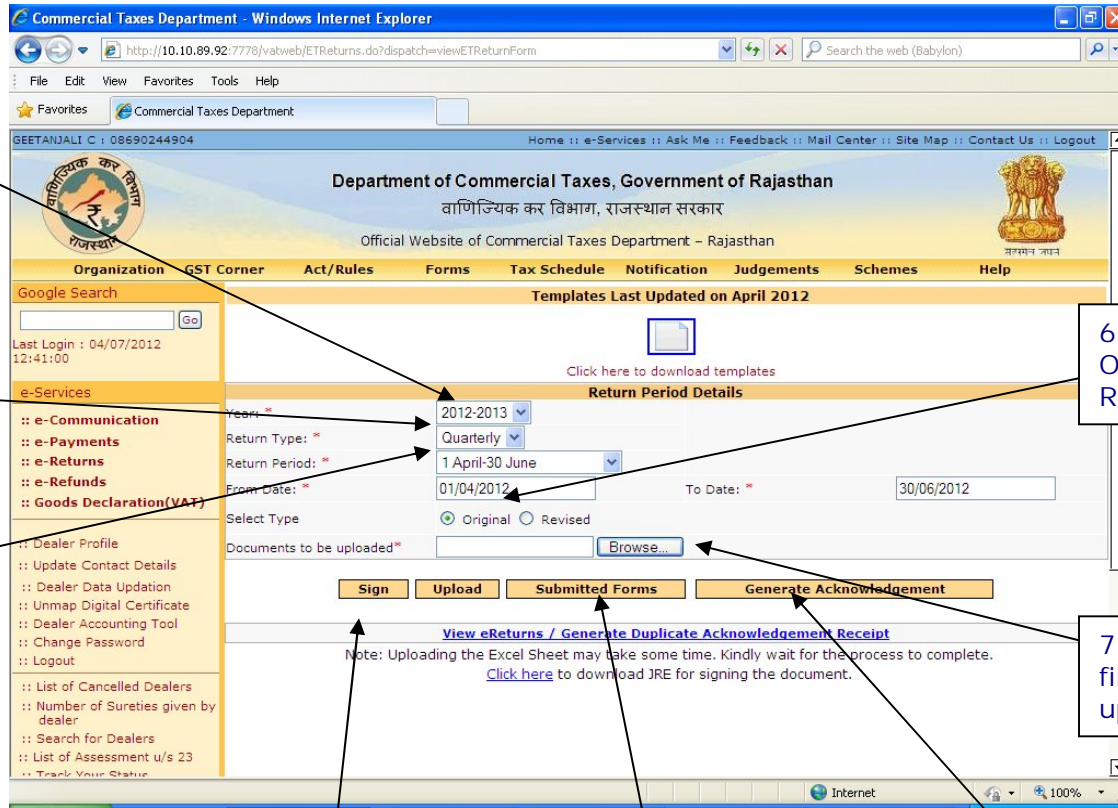 Commercial Taxes Department - Windows Internet Explorer
http://10.10.89.92:7778/vatweb/ETReturns.do?dispatch=viewETReturnForm
Search the web (Babylon)
File Edit View Favorites Tools Help
Favorites Commercial Taxes Department
GEETANJALI C : 08690244904 Home :: e-Services :: Ask Me :: Feedback :: Mail Center :: Site Map :: Contact Us :: Logout
वाणिज्यिक कर विभाग
राजस्थान
Department of Commercial Taxes, Government of Rajasthan
वाणिज्यिक कर विभाग, राजस्थान सरकार
Official Website of Commercial Taxes Department – Rajasthan
Organization GST Corner Act/Rules Forms Tax Schedule Notification Judgements Schemes Help
Google Search
Go
Last Login : 04/07/2012
12:41:00
e-Services
:: e-Communication
:: e-Payments
:: e-Returns
:: e-Refunds
:: Goods Declaration(VAT)
:: Dealer Profile
:: Update Contact Details
:: Dealer Data Updation
:: Unmap Digital Certificate
:: Dealer Accounting Tool
:: Change Password
:: Logout
:: List of Cancelled Dealers
:: Number of Sureties given by
dealer
:: Search for Dealers
:: List of Assessment u/s 23
:: Track Your Status
Templates Last Updated on April 2012
Click here to download templates
Return Period Details
Year: * 2012-2013
Return Type: * Quarterly
Return Period: * 1 April-30 June
From Date: * 01/04/2012 To Date: * 30/06/2012
Select Type Original Revised
Documents to be uploaded* Browse...
Sign Upload Submitted Forms Generate Acknowledgement
View eReturns / Generate Duplicate Acknowledgement Receipt
Note: Uploading the Excel Sheet may take some time. Kindly wait for the process to complete.
Click here to download JRE for signing the document.
6
O
R
7
fi
up
Internet 100%